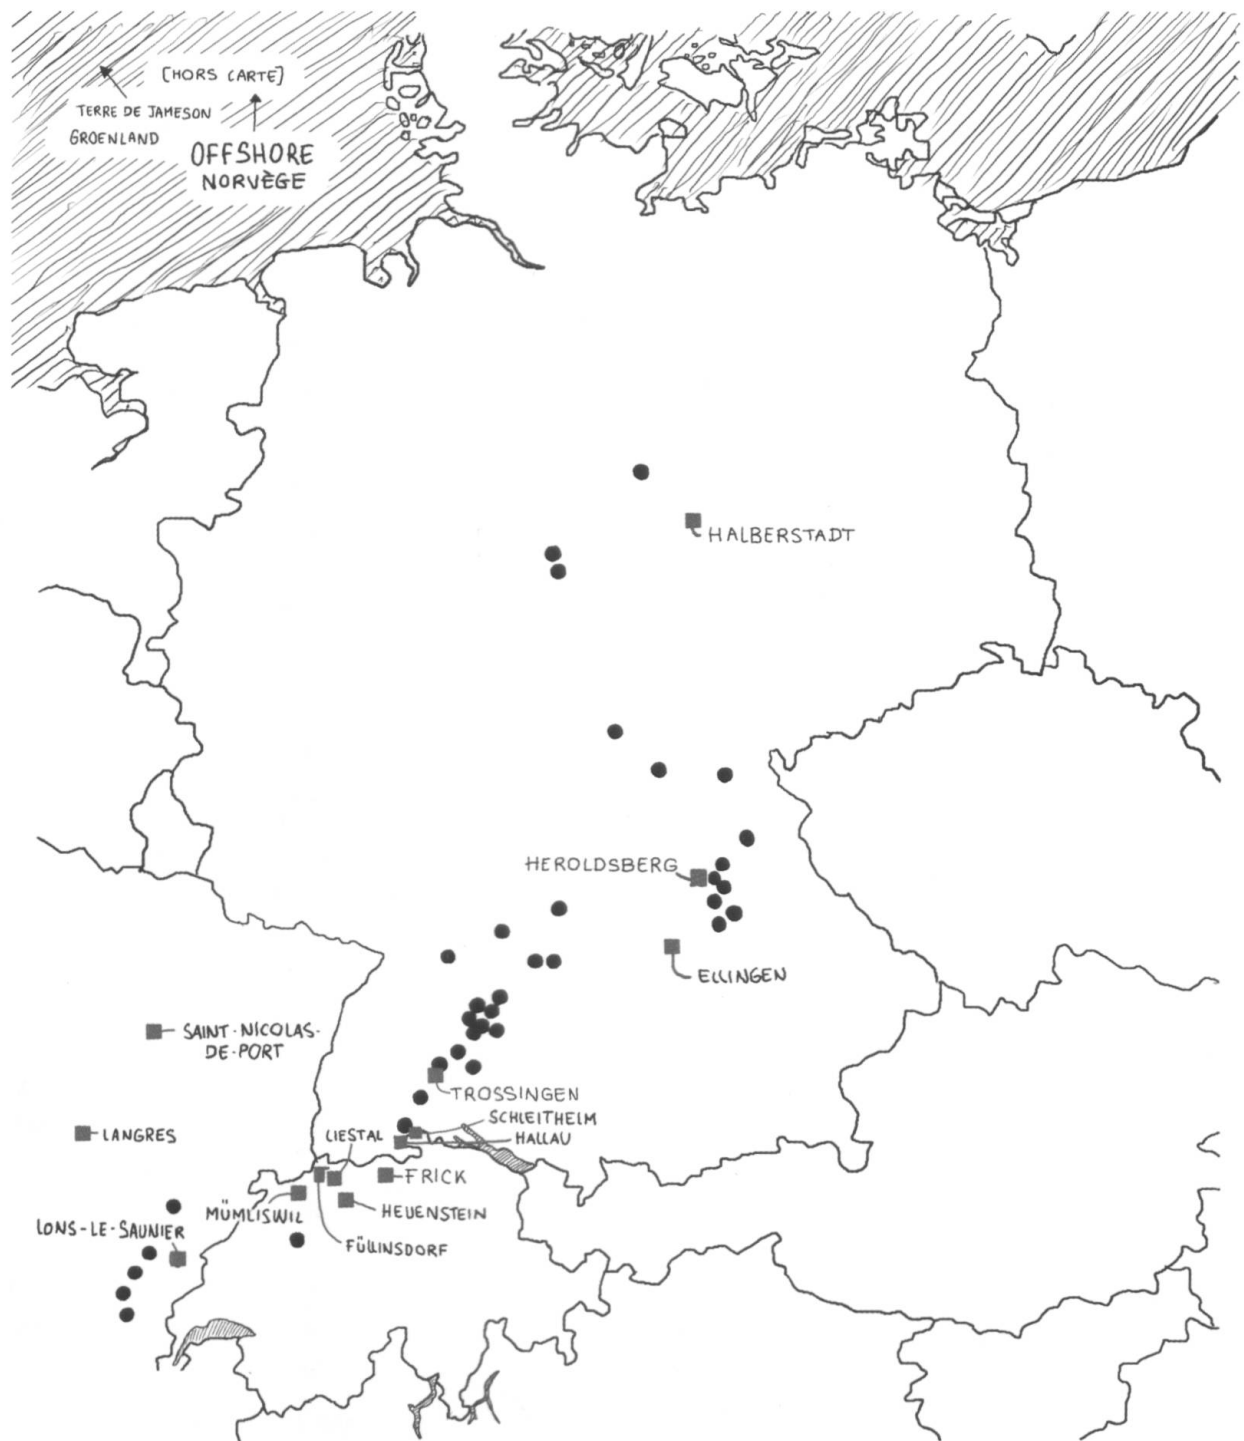 [HORS CARTE]
TERRE DE JAMESON
GROENLAND
OFFSHORE
NORVÈGE
HALBERSTADT
HEROLDSBERG
ELLINGEN
SAINT-NICOLAS-
DE-PORT
TROSSINGEN
SCHLEITHEIM
HALLAU
LANGRES
LIESTAL
FRICK
MÜMLISWIL
HEUENSTEIN
LONS-LE-SAUNIER
FÜLLINSDORF